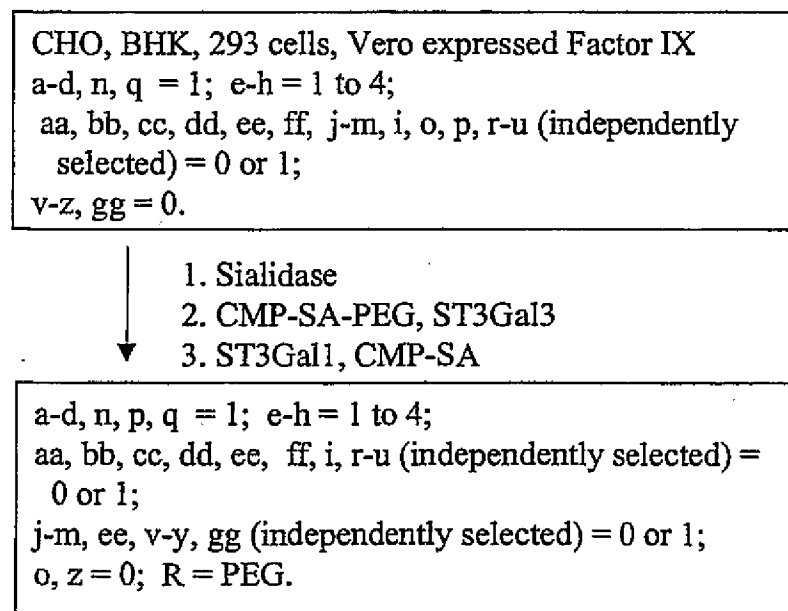 CHO, BHK, 293 cells, Vero expressed Factor IX
a-d, n, q = 1; e-h = 1 to 4;
aa, bb, cc, dd, ee, ff, j-m, i, o, p, r-u (independently
selected) = 0 or 1;
v-z, gg = 0.
1. Sialidase
2. CMP-SA-PEG, ST3Gal3
3. ST3Gal1, CMP-SA
a-d, n, p, q = 1; e-h = 1 to 4;
aa, bb, cc, dd, ee, ff, i, r-u (independently selected) =
0 or 1;
j-m, ee, v-y, gg (independently selected) = 0 or 1;
o, z = 0; R = PEG.